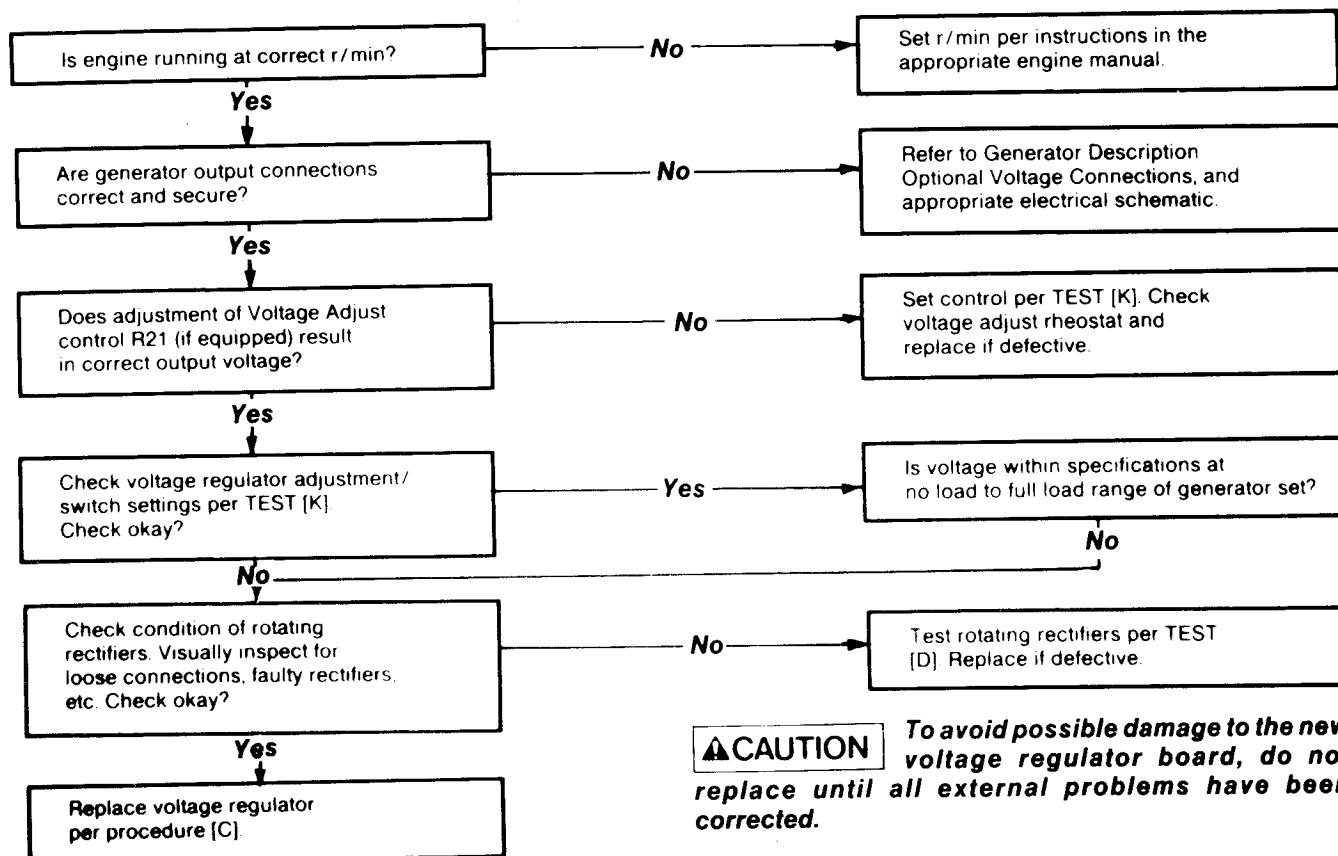 Is engine running at correct r/min?
No
Set r/min per instructions in the
appropriate engine manual.
Yes
Are generator output connections
correct and secure?
No
Refer to Generator Description
Optional Voltage Connections, and
appropriate electrical schematic.
Yes
Does adjustment of Voltage Adjust
control R21 (if equipped) result
in correct output voltage?
No
Set control per TEST [K]. Check
voltage adjust rheostat and
replace if defective.
Yes
Check voltage regulator adjustment/
switch settings per TEST [K].
Check okay?
Yes
Is voltage within specifications at
no load to full load range of generator set?
No
No
Check condition of rotating
rectifiers. Visually inspect for
loose connections, faulty rectifiers,
etc. Check okay?
No
Test rotating rectifiers per TEST
[D]. Replace if defective.
Yes
Replace voltage regulator
per procedure [C].
CAUTION To avoid possible damage to the new
voltage regulator board, do no
replace until all external problems have been
corrected.